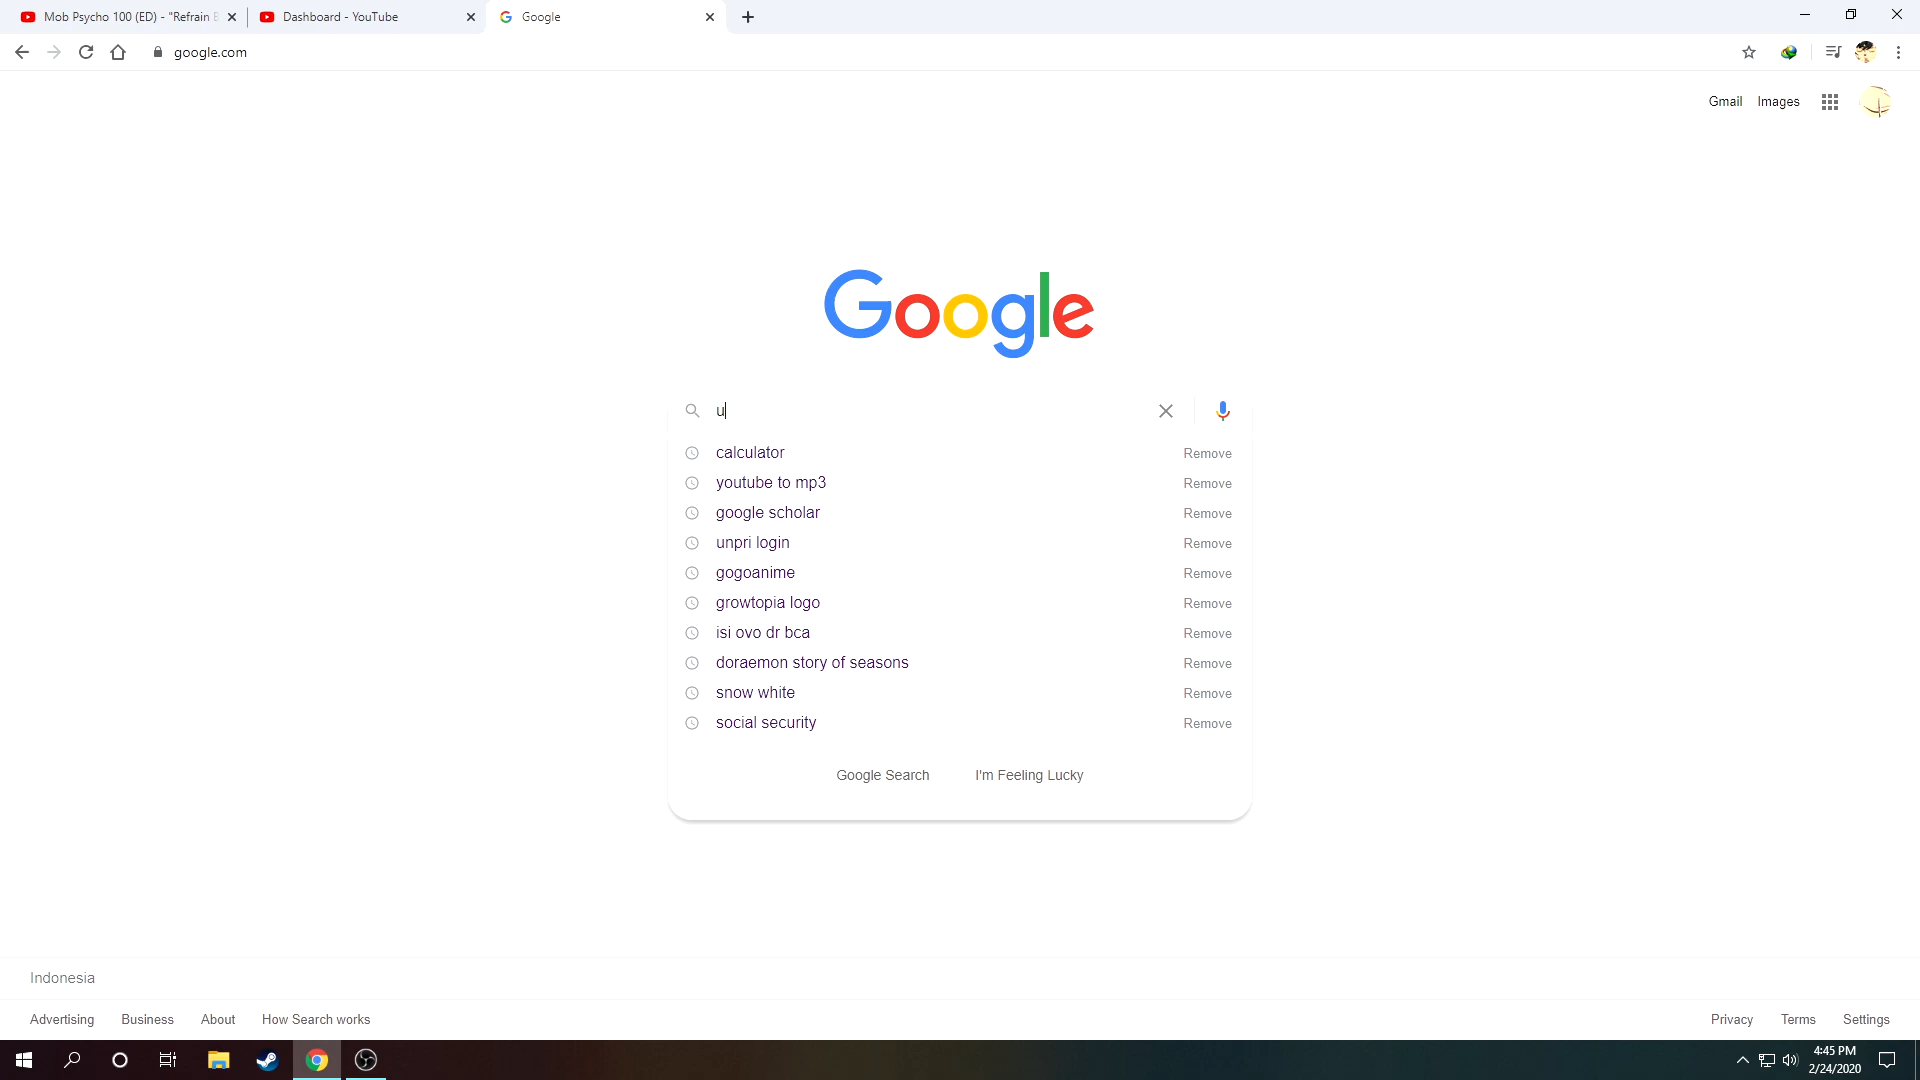 Mob Psycho 100 (ED) - "Refrain
Dashboard - YouTube
Google
google.com
Gmail
Images
Google
u
calculator Remove
youtube to mp3 Remove
google scholar Remove
unpri login Remove
gogoanime Remove
growtopia logo Remove
isi ovo dr bca Remove
doraemon story of seasons Remove
snow white Remove
social security Remove
Google Search I'm Feeling Lucky
Indonesia
Advertising Business About How Search works Privacy Terms Settings
4:45 PM
2/24/2020